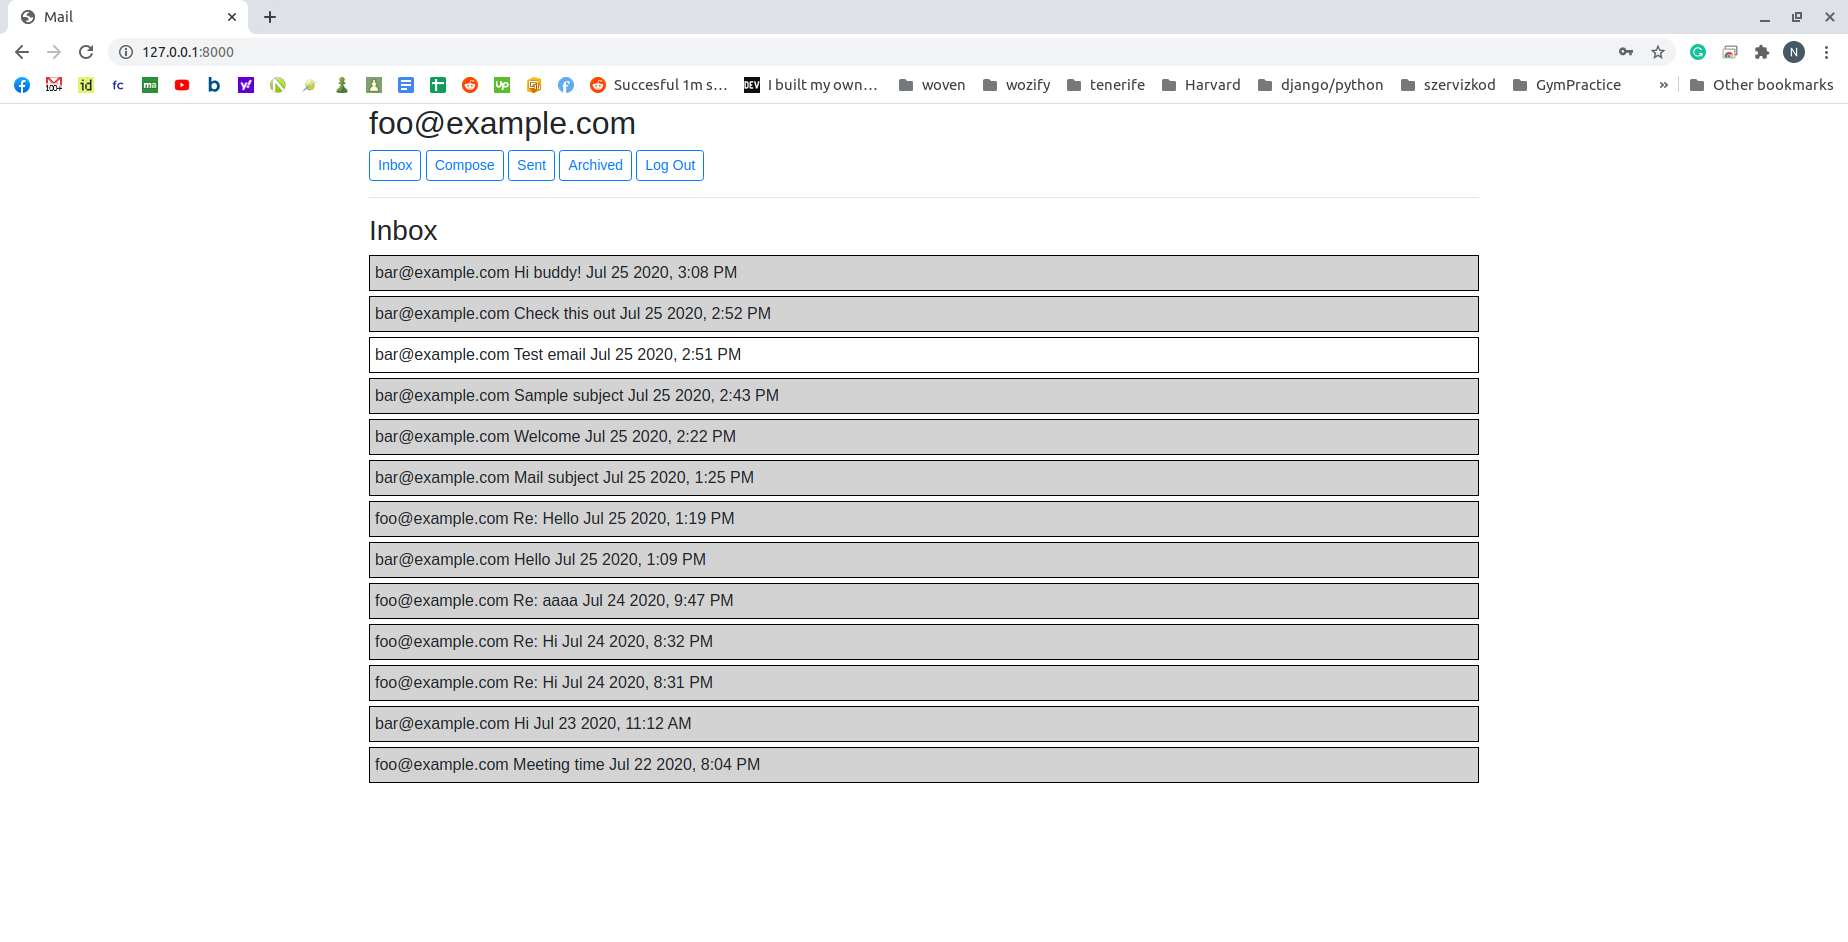 Mail
127.0.0.1:8000
100+ id fc ma b y! up f Succesful 1m s... DEV I built my own... woven wozify tenerife Harvard django/python szervizkod GymPractice » Other bookmarks
N
foo@example.com
Inbox Compose Sent Archived Log Out
Inbox
bar@example.com Hi buddy! Jul 25 2020, 3:08 PM
bar@example.com Check this out Jul 25 2020, 2:52 PM
bar@example.com Test email Jul 25 2020, 2:51 PM
bar@example.com Sample subject Jul 25 2020, 2:43 PM
bar@example.com Welcome Jul 25 2020, 2:22 PM
bar@example.com Mail subject Jul 25 2020, 1:25 PM
foo@example.com Re: Hello Jul 25 2020, 1:19 PM
bar@example.com Hello Jul 25 2020, 1:09 PM
foo@example.com Re: aaaa Jul 24 2020, 9:47 PM
foo@example.com Re: Hi Jul 24 2020, 8:32 PM
foo@example.com Re: Hi Jul 24 2020, 8:31 PM
bar@example.com Hi Jul 23 2020, 11:12 AM
foo@example.com Meeting time Jul 22 2020, 8:04 PM